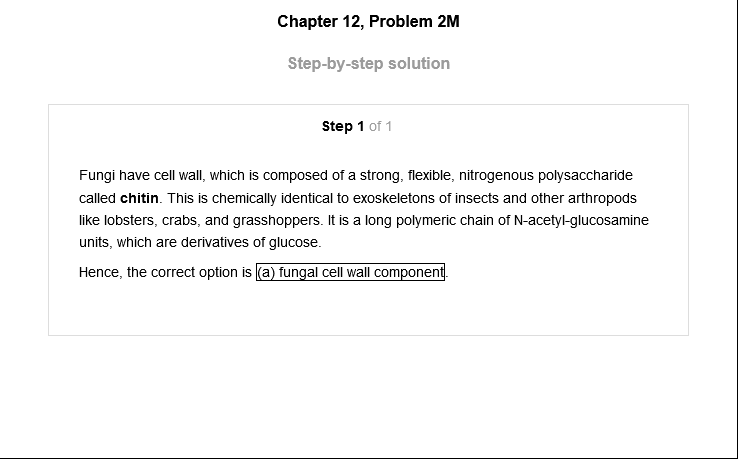 Chapter 12, Problem 2M
Step-by-step solution
Step 1 of 1
Fungi have cell wall, which is composed of a strong, flexible, nitrogenous polysaccharide
called chitin. This is chemically identical to exoskeletons of insects and other arthropods
like lobsters, crabs, and grasshoppers. It is a long polymeric chain of N-acetyl-glucosamine
units, which are derivatives of glucose.
Hence, the correct option is (a) fungal cell wall component.